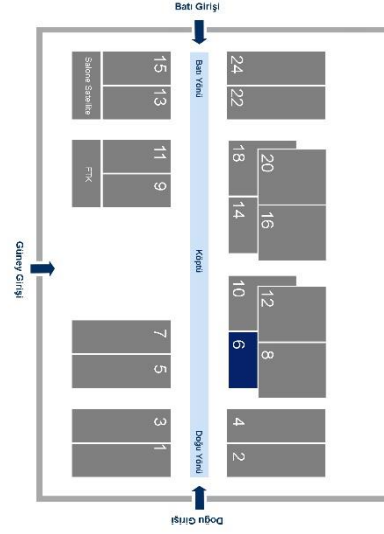 Batı Girişi
Batı Yönü
Salone Satellite
15
13
24
22
FTK
11
9
18
20
14
16
Köptü
Güney Girişi
10
12
6
8
7
5
3
1
4
2
Doğu Yönü
Doğu Girişi